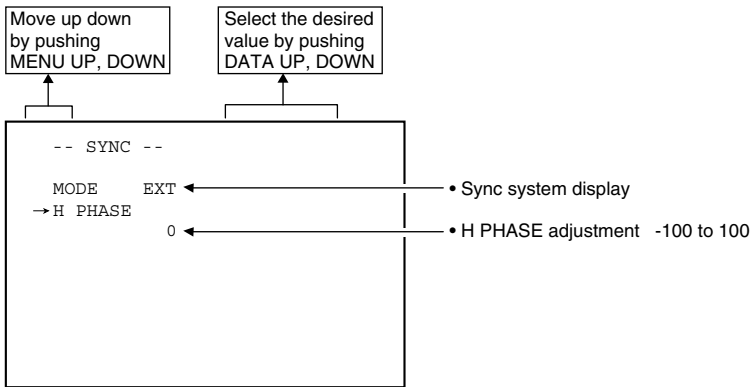 Move up down
by pushing
MENU UP, DOWN
Select the desired
value by pushing
DATA UP, DOWN
-- SYNC --
MODE EXT
• Sync system display
→H PHASE
0
• H PHASE adjustment -100 to 100